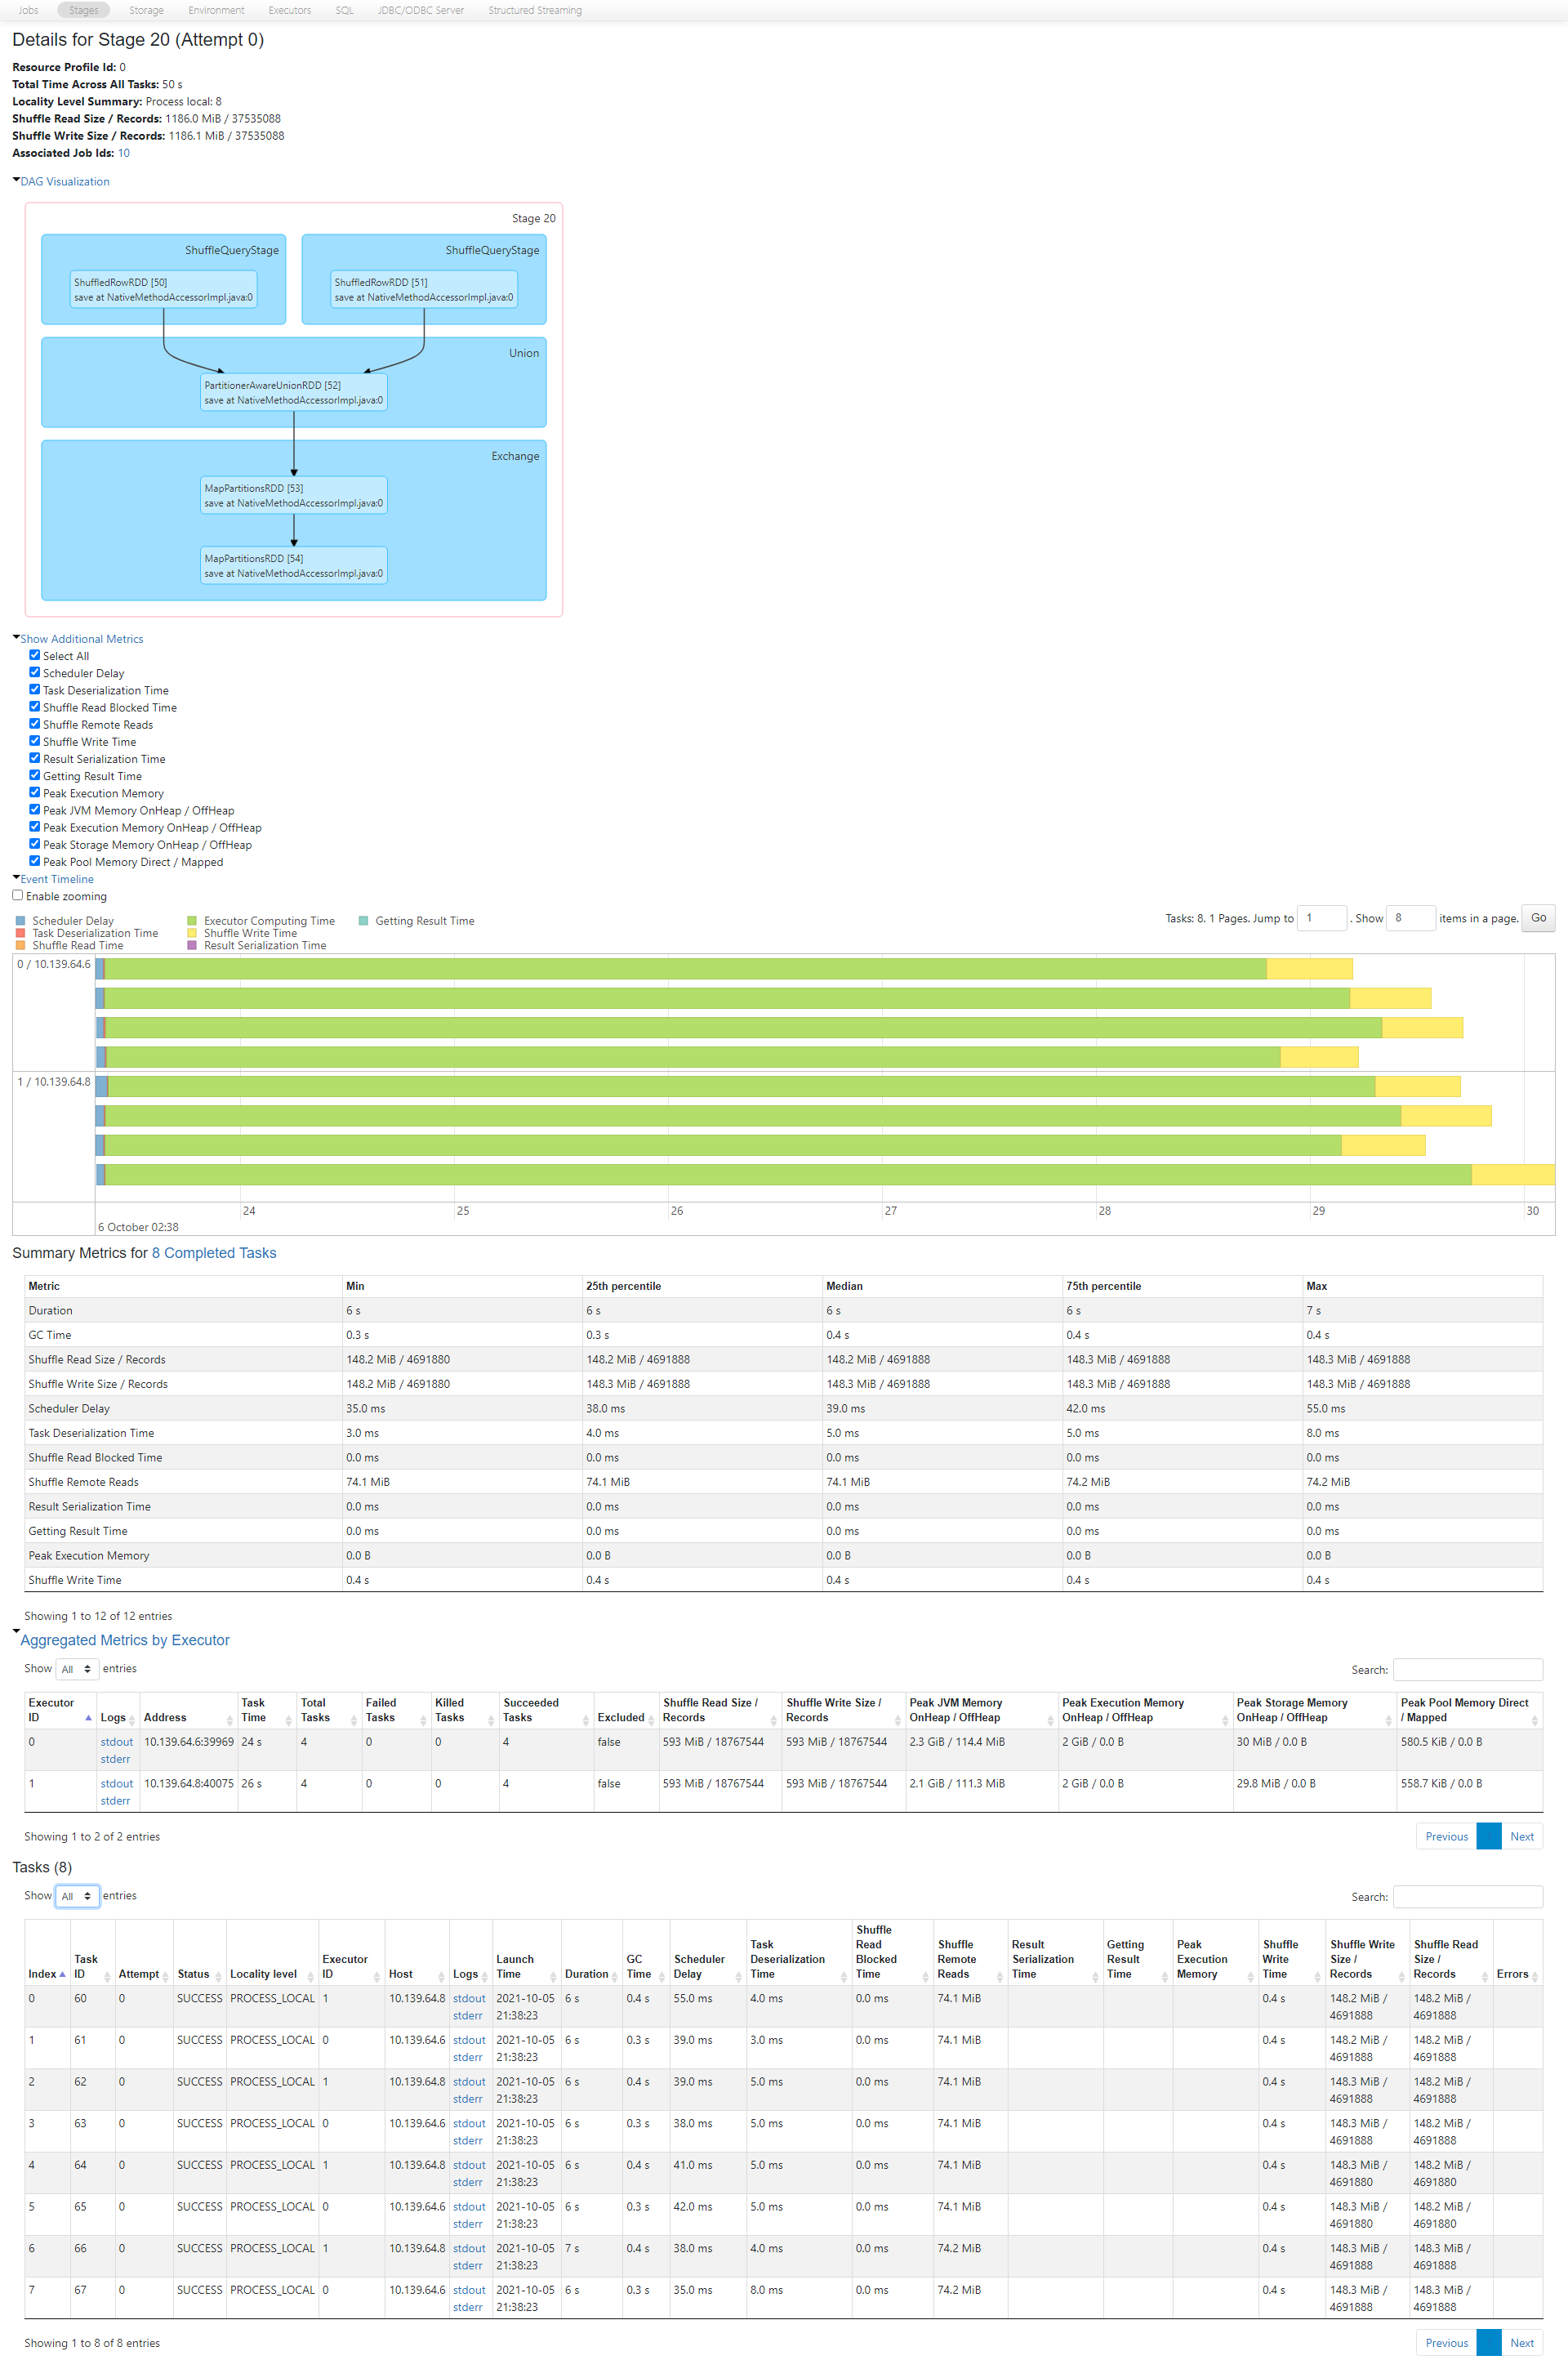 Jobs Stages Storage Environment Executors SQL JDBC/ODBC Server Structured Streaming
Details for Stage 20 (Attempt 0)
Resource Profile Id: 0
Total Time Across All Tasks: 50 s
Locality Level Summary: Process local: 8
Shuffle Read Size / Records: 1186.0 MiB / 37535088
Shuffle Write Size / Records: 1186.1 MiB / 37535088
Associated Job Ids: 10
DAG Visualization
Stage 20
ShuffleQueryStage ShuffleQueryStage
ShuffledRowRDD [50] ShuffledRowRDD [51]
save at NativeMethodAccessorImpl.java:0 save at NativeMethodAccessorImpl.java:0
Union
PartitionerAwareUnionRDD [52]
save at NativeMethodAccessorImpl.java:0
Exchange
MapPartitionsRDD [53]
save at NativeMethodAccessorImpl.java:0
MapPartitionsRDD [54]
save at NativeMethodAccessorImpl.java:0
Show Additional Metrics
Select All
Scheduler Delay
Task Deserialization Time
Shuffle Read Blocked Time
Shuffle Remote Reads
Shuffle Write Time
Result Serialization Time
Getting Result Time
Peak Execution Memory
Peak JVM Memory OnHeap / OffHeap
Peak Execution Memory OnHeap / OffHeap
Peak Storage Memory OnHeap / OffHeap
Peak Pool Memory Direct / Mapped
Event Timeline
Enable zooming
Scheduler Delay Executor Computing Time Getting Result Time Tasks: 8. 1 Pages. Jump to 1 . Show 8 items in a page. Go
Task Deserialization Time Shuffle Write Time
Shuffle Read Time Result Serialization Time
0 / 10.139.64.6
1 / 10.139.64.8
24 25 26 27 28 29 30
6 October 02:38
Summary Metrics for 8 Completed Tasks
Metric Min 25th percentile Median 75th percentile Max
Duration 6 s 6 s 6 s 6 s 7 s
GC Time 0.3 s 0.3 s 0.4 s 0.4 s 0.4 s
Shuffle Read Size / Records 148.2 MiB / 4691880 148.2 MiB / 4691888 148.2 MiB / 4691888 148.3 MiB / 4691888 148.3 MiB / 4691888
Shuffle Write Size / Records 148.2 MiB / 4691880 148.3 MiB / 4691888 148.3 MiB / 4691888 148.3 MiB / 4691888 148.3 MiB / 4691888
Scheduler Delay 35.0 ms 38.0 ms 39.0 ms 42.0 ms 55.0 ms
Task Deserialization Time 3.0 ms 4.0 ms 5.0 ms 5.0 ms 8.0 ms
Shuffle Read Blocked Time 0.0 ms 0.0 ms 0.0 ms 0.0 ms 0.0 ms
Shuffle Remote Reads 74.1 MiB 74.1 MiB 74.1 MiB 74.2 MiB 74.2 MiB
Result Serialization Time 0.0 ms 0.0 ms 0.0 ms 0.0 ms 0.0 ms
Getting Result Time 0.0 ms 0.0 ms 0.0 ms 0.0 ms 0.0 ms
Peak Execution Memory 0.0 B 0.0 B 0.0 B 0.0 B 0.0 B
Shuffle Write Time 0.4 s 0.4 s 0.4 s 0.4 s 0.4 s
Showing 1 to 12 of 12 entries
Aggregated Metrics by Executor
Show All entries Search:
Executor Task Total Failed Killed Succeeded Shuffle Read Size / Shuffle Write Size / Peak JVM Memory Peak Execution Memory Peak Storage Memory Peak Pool Memory Direct
ID Logs Address Time Tasks Tasks Tasks Tasks Excluded Records Records OnHeap / OffHeap OnHeap / OffHeap OnHeap / OffHeap / Mapped
0 stdout 10.139.64.6:39969 24 s 4 0 0 4 false 593 MiB / 18767544 593 MiB / 18767544 2.3 GiB / 114.4 MiB 2 GiB / 0.0 B 30 MiB / 0.0 B 580.5 KiB / 0.0 B
stderr
1 stdout 10.139.64.8:40075 26 s 4 0 0 4 false 593 MiB / 18767544 593 MiB / 18767544 2.1 GiB / 111.3 MiB 2 GiB / 0.0 B 29.8 MiB / 0.0 B 558.7 KiB / 0.0 B
stderr
Showing 1 to 2 of 2 entries Previous Next
Tasks (8)
Show All entries Search:
Shuffle
Task Read Shuffle Result Getting Peak Shuffle
Task Executor Launch GC Scheduler Deserialization Blocked Remote Serialization Result Execution Write Shuffle Write Shuffle Read
Index ID Attempt Status Locality level ID Host Logs Time Duration Time Delay Time Time Reads Time Time Memory Time Size / Records Size / Records Errors
0 60 0 SUCCESS PROCESS_LOCAL 1 10.139.64.8 stdout 2021-10-05 6 s 0.4 s 55.0 ms 4.0 ms 0.0 ms 74.1 MiB 0.4 s 148.2 MiB / 148.2 MiB /
stderr 21:38:23 4691888 4691888
1 61 0 SUCCESS PROCESS_LOCAL 0 10.139.64.6 stdout 2021-10-05 6 s 0.3 s 39.0 ms 3.0 ms 0.0 ms 74.1 MiB 0.4 s 148.2 MiB / 148.2 MiB /
stderr 21:38:23 4691888 4691888
2 62 0 SUCCESS PROCESS_LOCAL 1 10.139.64.8 stdout 2021-10-05 6 s 0.4 s 39.0 ms 5.0 ms 0.0 ms 74.1 MiB 0.4 s 148.3 MiB / 148.2 MiB /
stderr 21:38:23 4691888 4691888
3 63 0 SUCCESS PROCESS_LOCAL 0 10.139.64.6 stdout 2021-10-05 6 s 0.3 s 38.0 ms 5.0 ms 0.0 ms 74.1 MiB 0.4 s 148.3 MiB / 148.2 MiB /
stderr 21:38:23 4691888 4691888
4 64 0 SUCCESS PROCESS_LOCAL 1 10.139.64.8 stdout 2021-10-05 6 s 0.4 s 41.0 ms 5.0 ms 0.0 ms 74.1 MiB 0.4 s 148.3 MiB / 148.2 MiB /
stderr 21:38:23 4691880 4691880
5 65 0 SUCCESS PROCESS_LOCAL 0 10.139.64.6 stdout 2021-10-05 6 s 0.3 s 42.0 ms 5.0 ms 0.0 ms 74.1 MiB 0.4 s 148.3 MiB / 148.2 MiB /
stderr 21:38:23 4691880 4691880
6 66 0 SUCCESS PROCESS_LOCAL 1 10.139.64.8 stdout 2021-10-05 7 s 0.4 s 38.0 ms 4.0 ms 0.0 ms 74.2 MiB 0.4 s 148.3 MiB / 148.3 MiB /
stderr 21:38:23 4691888 4691888
7 67 0 SUCCESS PROCESS_LOCAL 0 10.139.64.6 stdout 2021-10-05 6 s 0.3 s 35.0 ms 8.0 ms 0.0 ms 74.2 MiB 0.4 s 148.3 MiB / 148.3 MiB /
stderr 21:38:23 4691888 4691888
Showing 1 to 8 of 8 entries Previous Next